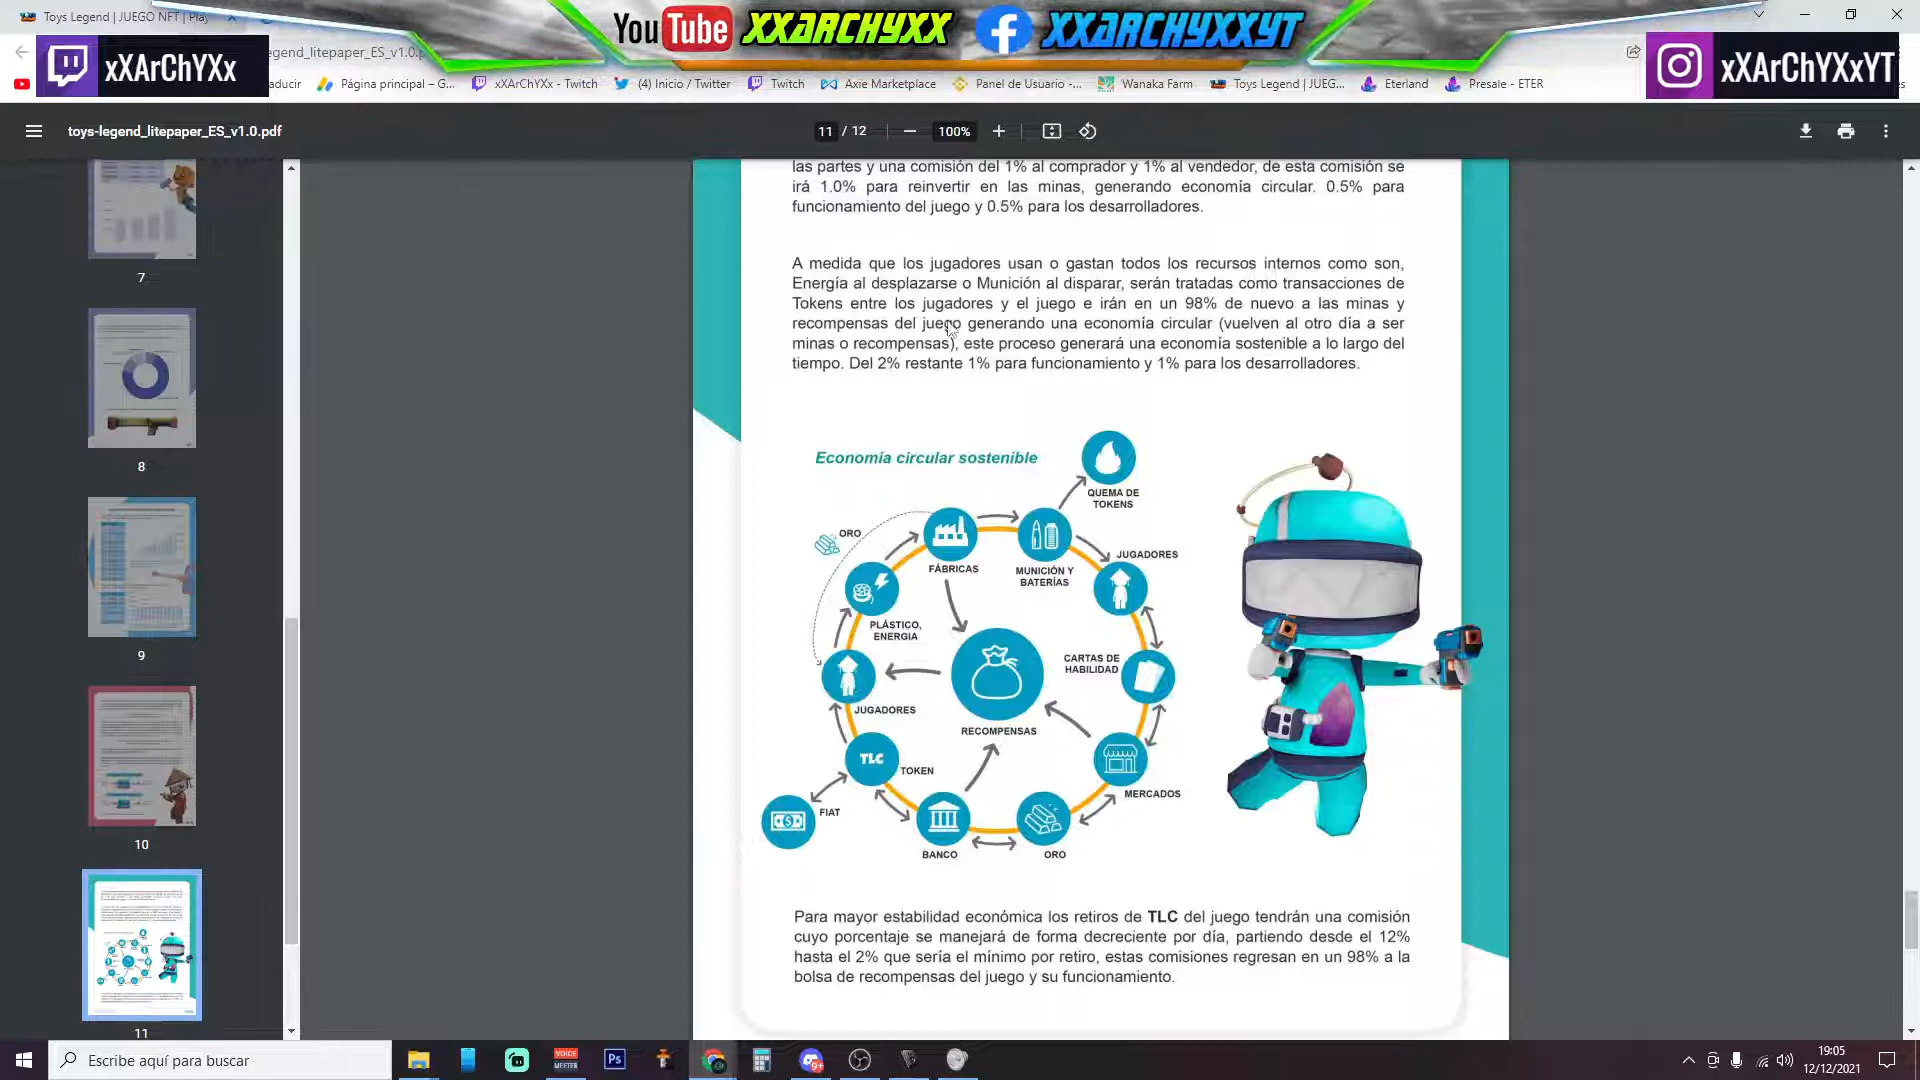 Toys Legend | JUEGO NFT | Play
YouTube xXARCHYXX
xXARCHYXXYT
egend_litepaper_ES_v1.0.p
xXArChYXx
xXArChYXxYT
aducir
Página principal – G...
xXArChYXx - Twitch
(4) Inicio / Twitter
Twitch
Axie Marketplace
Panel de Usuario -...
Wanaka Farm
Toys Legend | JUEG...
Eterland
Presale - ETER
toys-legend_litepaper_ES_v1.0.pdf
11 / 12
100%
7
8
9
10
11
las partes y una comisión del 1% al comprador y 1% al vendedor, de esta comisión se
irá 1.0% para reinvertir en las minas, generando economía circular. 0.5% para
funcionamiento del juego y 0.5% para los desarrolladores.
A medida que los jugadores usan o gastan todos los recursos internos como son,
Energía al desplazarse o Munición al disparar, serán tratadas como transacciones de
Tokens entre los jugadores y el juego e irán en un 98% de nuevo a las minas y
recompensas del juego generando una economía circular (vuelven al otro día a ser
minas o recompensas), este proceso generará una economía sostenible a lo largo del
tiempo. Del 2% restante 1% para funcionamiento y 1% para los desarrolladores.
Economía circular sostenible
QUEMA DE
TOKENS
ORO
FÁBRICAS
MUNICIÓN Y
BATERÍAS
JUGADORES
PLÁSTICO,
ENERGIA
CARTAS DE
HABILIDAD
JUGADORES
RECOMPENSAS
TLC
TOKEN
MERCADOS
FIAT
BANCO
ORO
Para mayor estabilidad económica los retiros de TLC del juego tendrán una comisión
cuyo porcentaje se manejará de forma decreciente por día, partiendo desde el 12%
hasta el 2% que sería el mínimo por retiro, estas comisiones regresan en un 98% a la
bolsa de recompensas del juego y su funcionamiento.
Escribe aquí para buscar
VOICE
MEETER
Ps
9+
19:05
12/12/2021